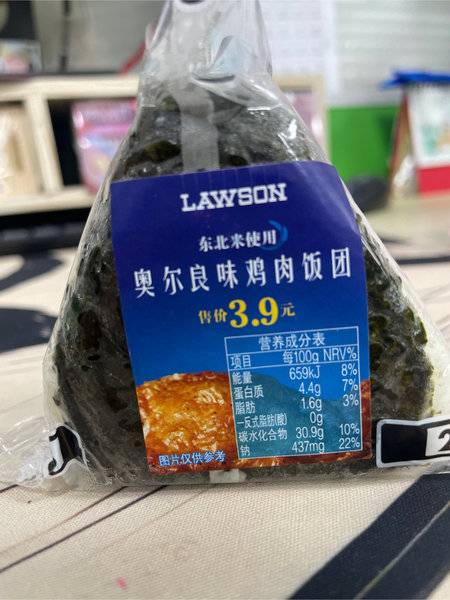 LAWSON
东北米使用
奥尔良味鸡肉饭团
售价3.9元
营养成分表
项目 每100g NRV%
能量 659kJ 8%
蛋白质 4.4g 7%
脂肪 1.6g 3%
一反式脂肪(酸) 0g
碳水化合物 30.9g 10%
钠 437mg 22%
图片仅供参考
2